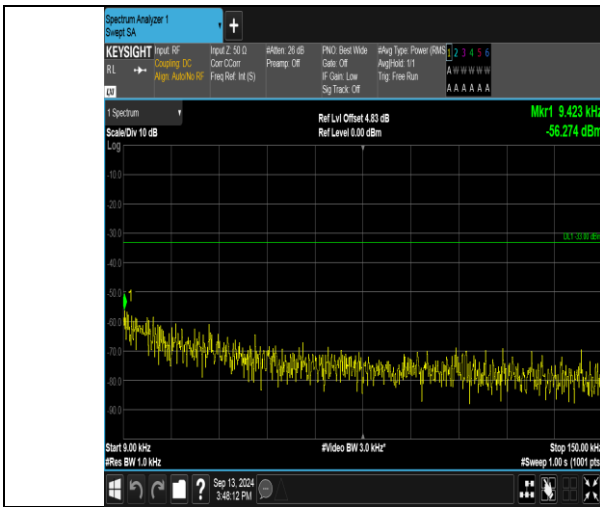 Spectrum Analyzer 1
Swept SA
+
KEYSIGHT Input: RF Input Z: 50 Ω #Atten: 26 dB PNO: Best Wide #Avg Type: Power (RMS 1 2 3 4 5 6
RL Coupling: DC Corr CCorr Preamp: Off Gate: Off Avg|Hold: 1/1 A W W W W W
Align: Auto/No RF Freq Ref: Int (S) IF Gain: Low Trig: Free Run
LXI Sig Track: Off A A A A A A
1 Spectrum Ref Lvl Offset 4.83 dB Mkr1 9.423 kHz
Scale/Div 10 dB Ref Level 0.00 dBm -56.274 dBm
Log
-10.0
-20.0
-30.0
DL1 -33.00 dBm
-40.0
-50.0
1
-60.0
-70.0
-80.0
-90.0
Start 9.00 kHz #Video BW 3.0 kHz* Stop 150.00 kHz
#Res BW 1.0 kHz #Sweep 1.00 s (1001 pts
? Sep 13, 2024
3:48:12 PM